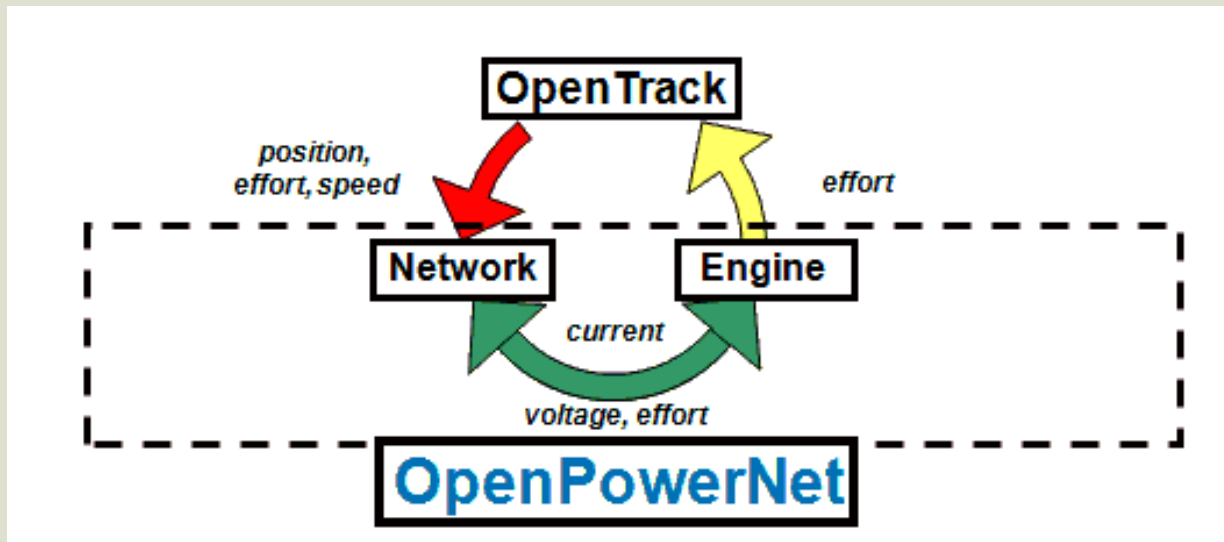 OpenTrack
position,
effort, speed
effort
Network
Engine
current
voltage, effort
OpenPowerNet